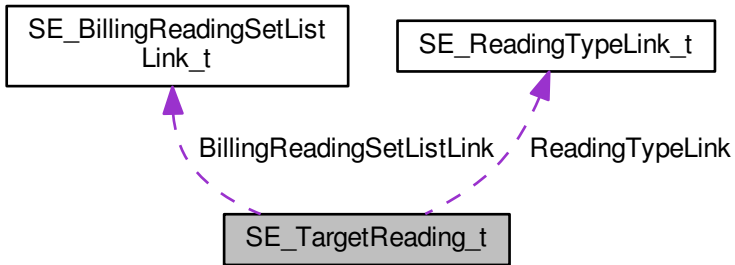 SE_BillingReadingSetList
Link_t
SE_ReadingTypeLink_t
BillingReadingSetListLink
ReadingTypeLink
SE_TargetReading_t